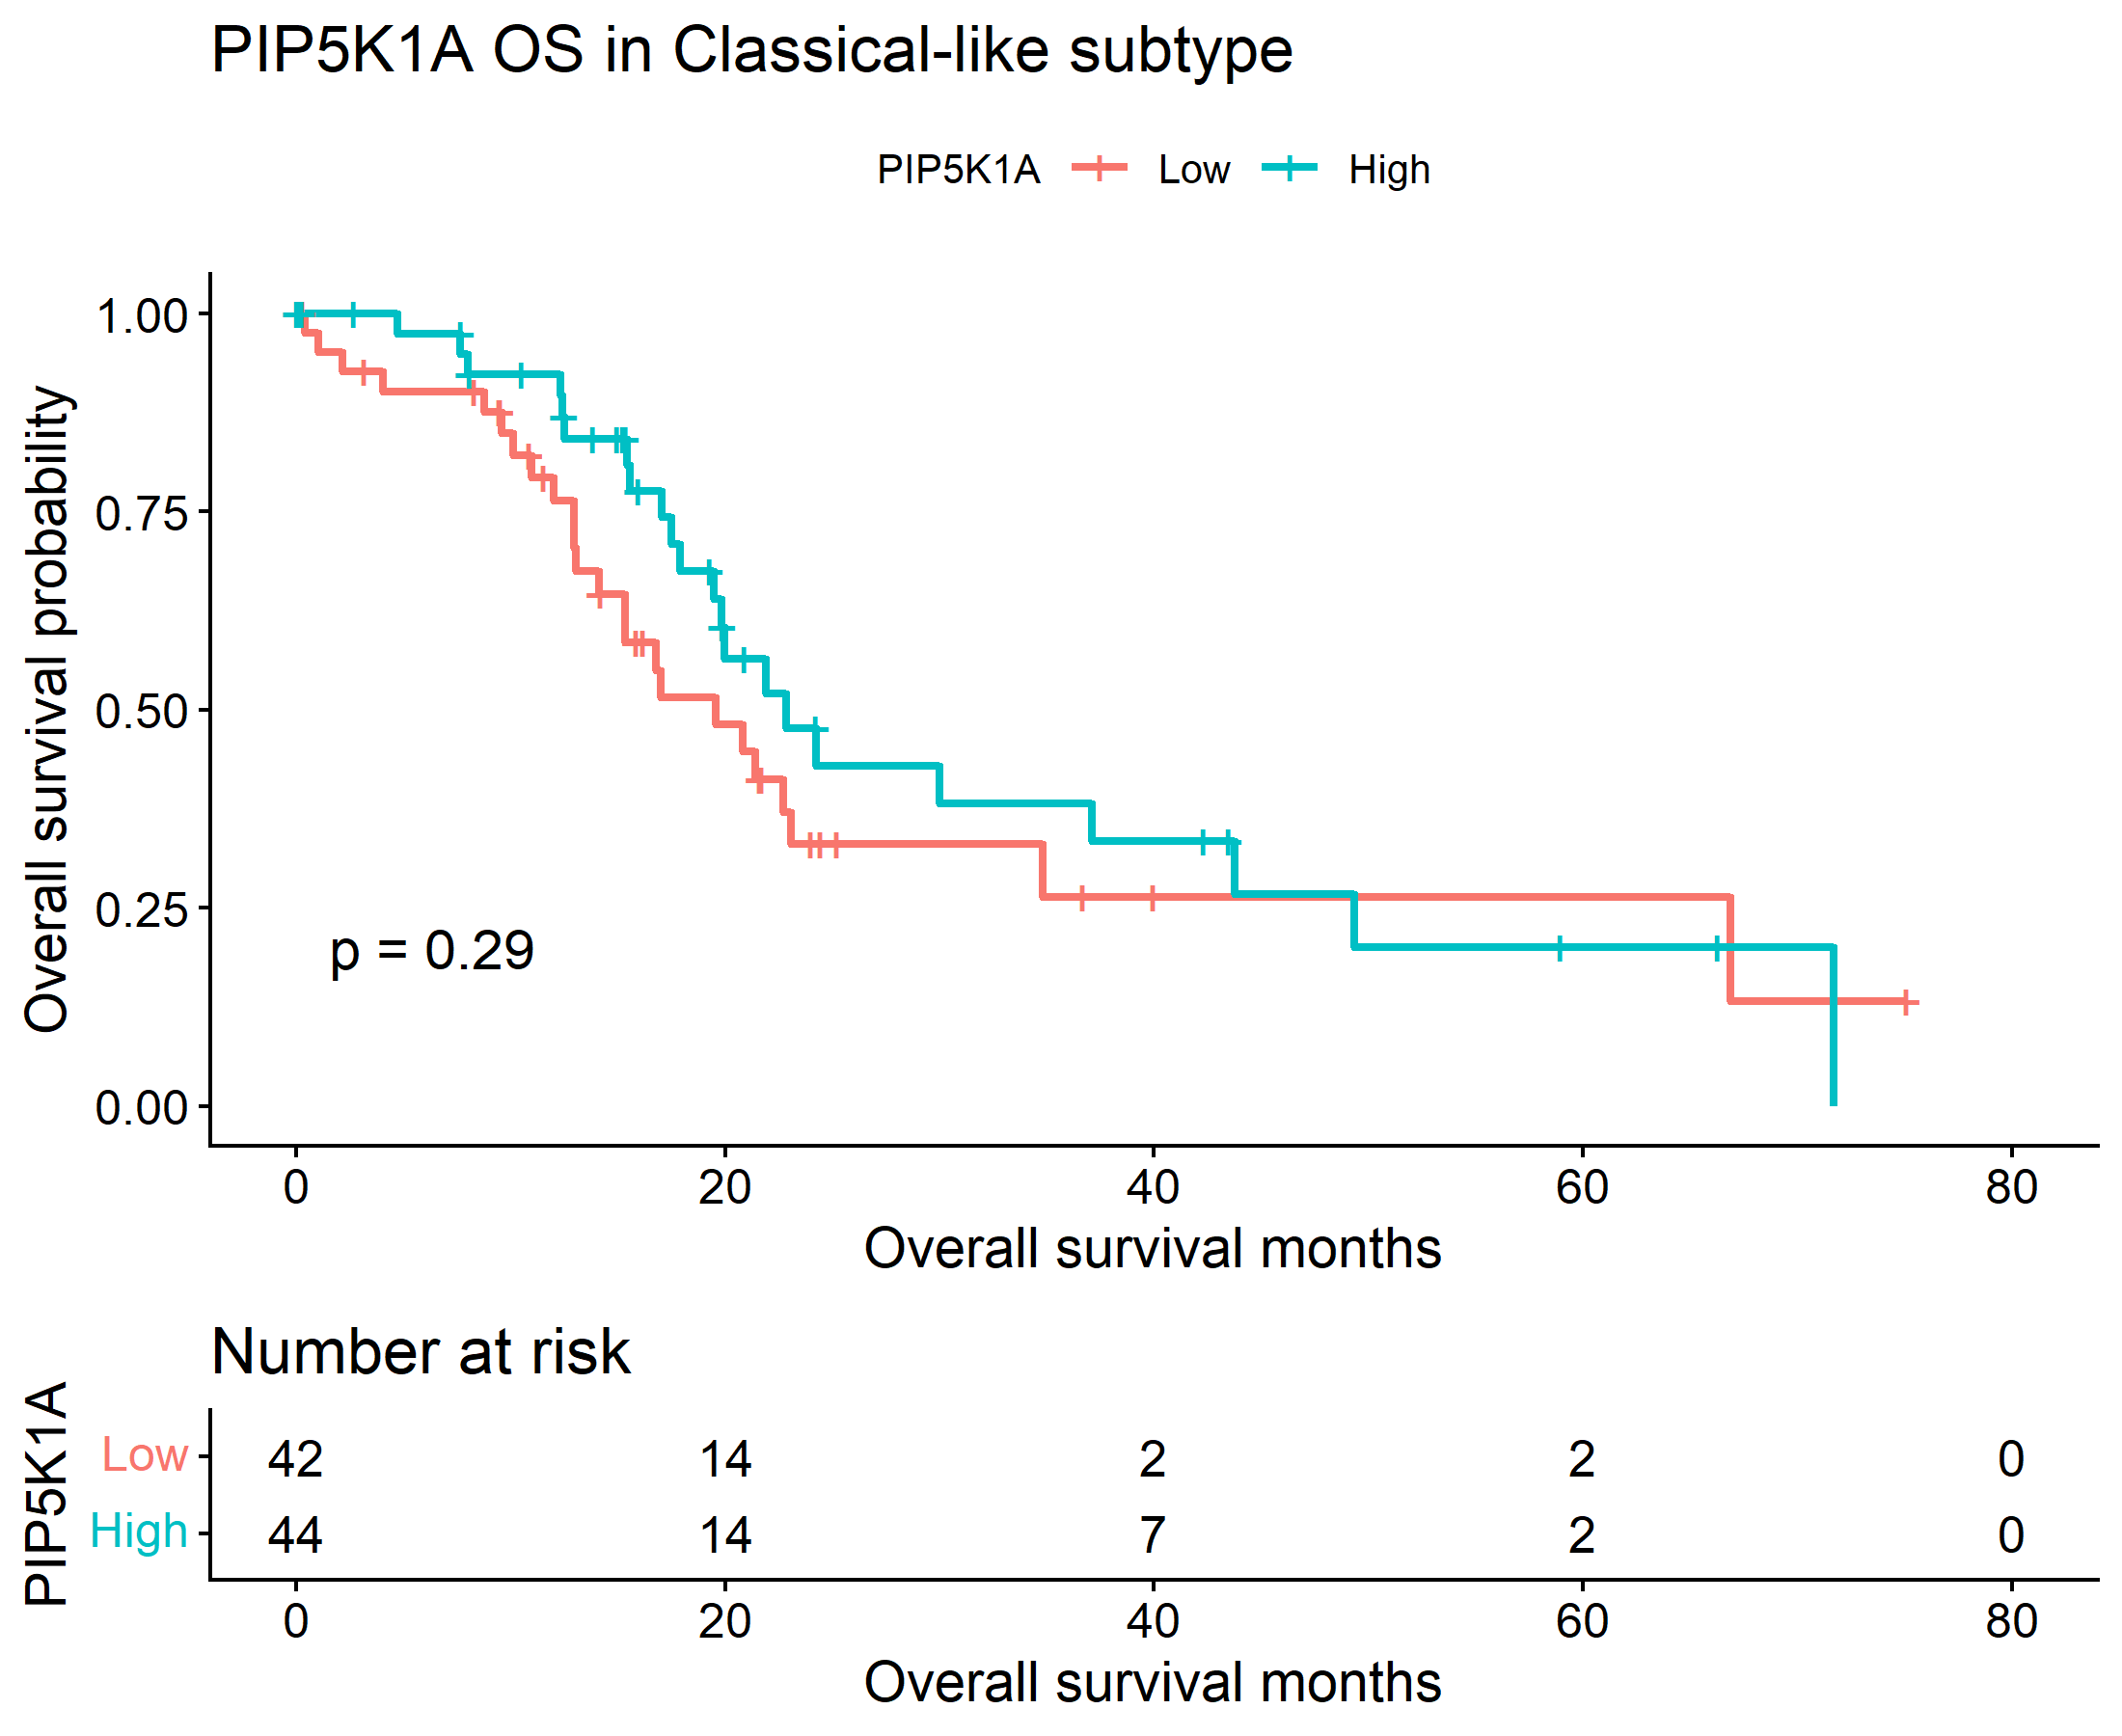 PIP5K1A OS in Classical-like subtype
PIP5K1A Low High
Overall survival probability
1.00
0.75
0.50
0.25
0.00
p = 0.29
0 20 40 60 80
Overall survival months
Number at risk
PIP5K1A
Low 42 14 2 2 0
High 44 14 7 2 0
0 20 40 60 80
Overall survival months